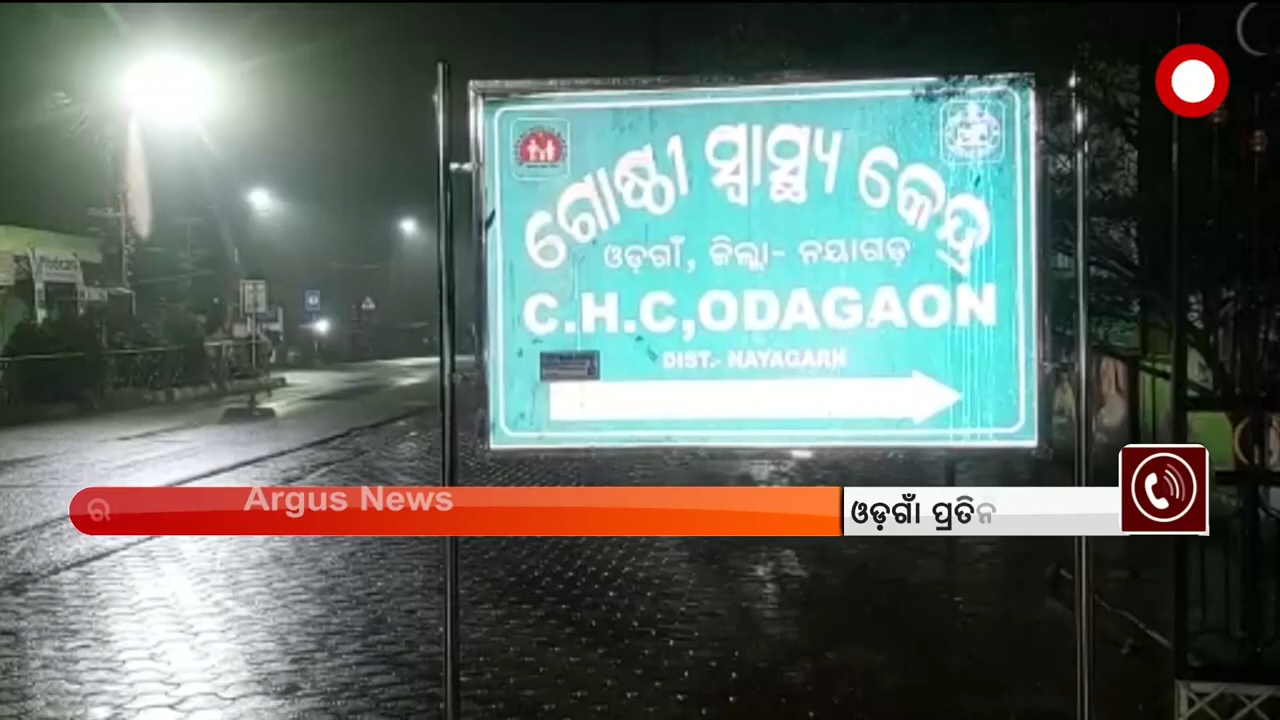 ଗୋଷ୍ଠୀ ସ୍ୱାସ୍ଥ୍ୟ କେନ୍ଦ୍ର
ଓଡ଼ଗାଁ, ଜିଲ୍ଲା- ନୟାଗଡ଼
C.H.C,ODAGAON
DIST.- NAYAGARH
ର
Argus News
ଓଡ଼ଗାଁ ପ୍ରତିନ